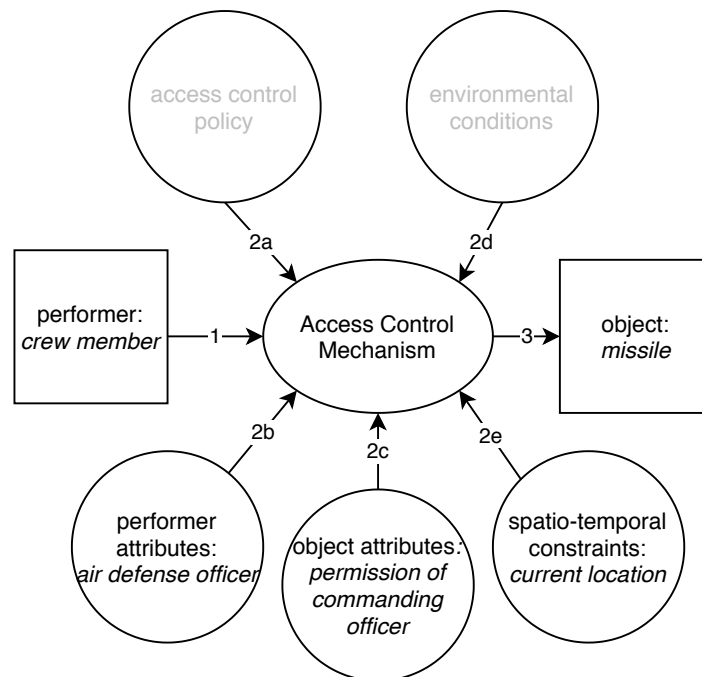 access control
policy
environmental
conditions
2a
2d
performer:
crew member
1
Access Control
Mechanism
3
object:
missile
2b
2c
2e
performer
attributes:
air defense officer
object attributes:
permission of
commanding
officer
spatio-temporal
constraints:
current location